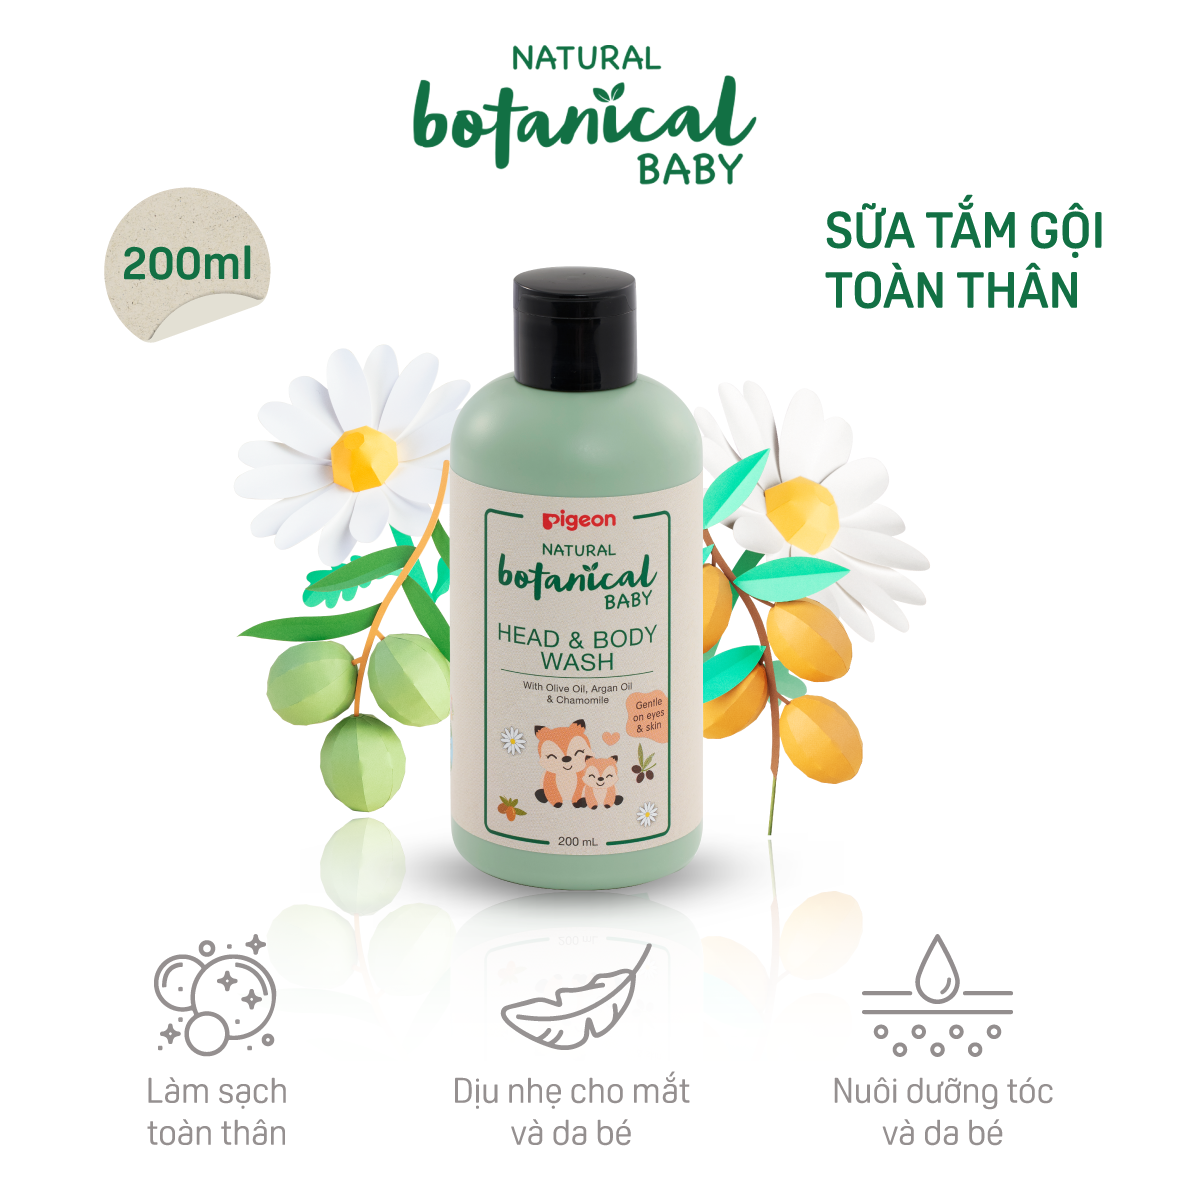 NATURAL
botanical
BABY
200ml
SỮA TẮM GỘI
TOÀN THÂN
Pigeon
NATURAL
botanical
BABY
HEAD & BODY
WASH
With Olive Oil, Argan Oil
& Chamomile
Gentle
on eyes
& skin
200 mL
Làm sạch
toàn thân
Dịu nhẹ cho mắt
và da bé
Nuôi dưỡng tóc
và da bé